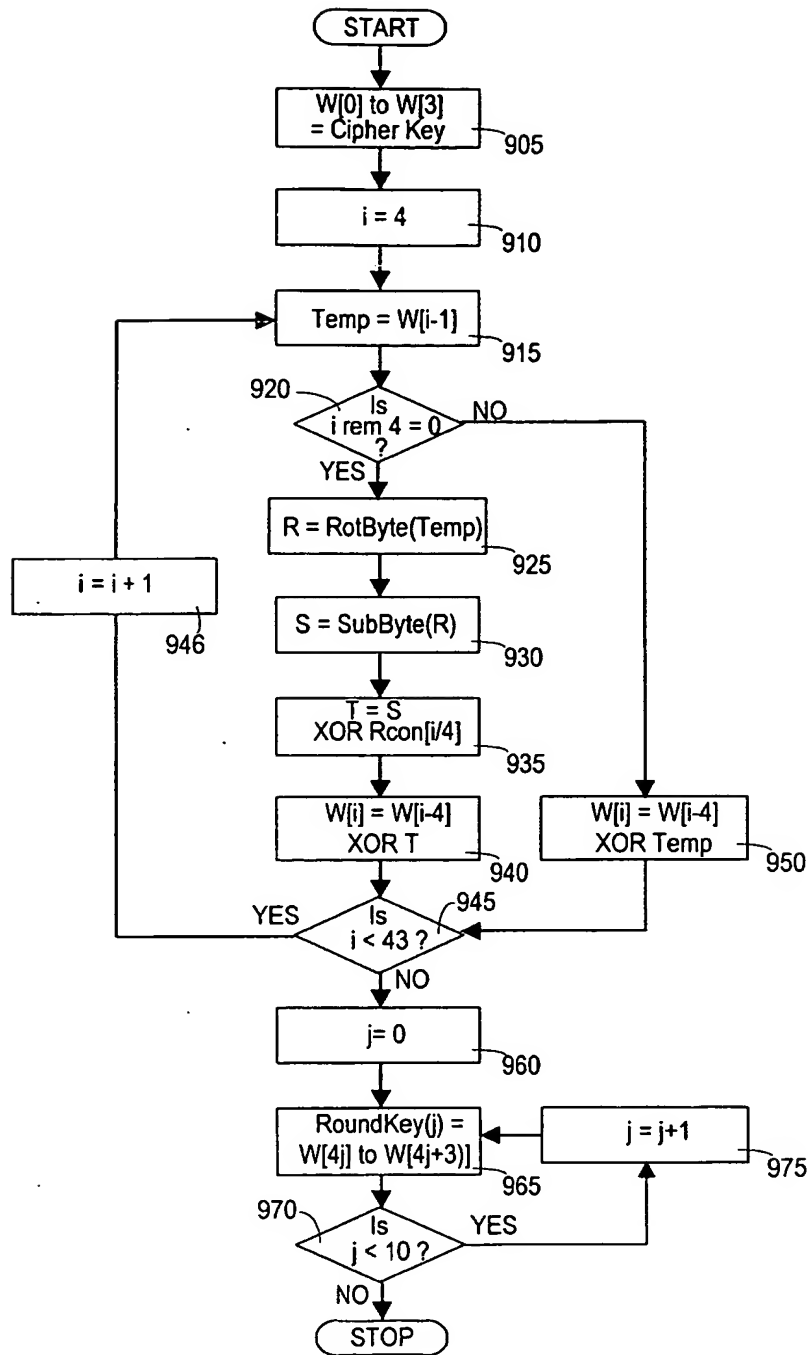 START
W[0] to W[3]
= Cipher Key
905
i = 4
910
Temp = W[i-1]
915
920
Is
i rem 4 = 0
?
NO
YES
R = RotByte(Temp)
925
i = i + 1
946
S = SubByte(R)
930
T = S
XOR Rcon[i/4]
935
W[i] = W[i-4]
XOR T
940
W[i] = W[i-4]
XOR Temp
950
945
YES
Is
i < 43 ?
NO
j= 0
960
RoundKey(j) =
W[4j] to W[4j+3)]
965
j = j+1
975
970
Is
j < 10 ?
YES
NO
STOP